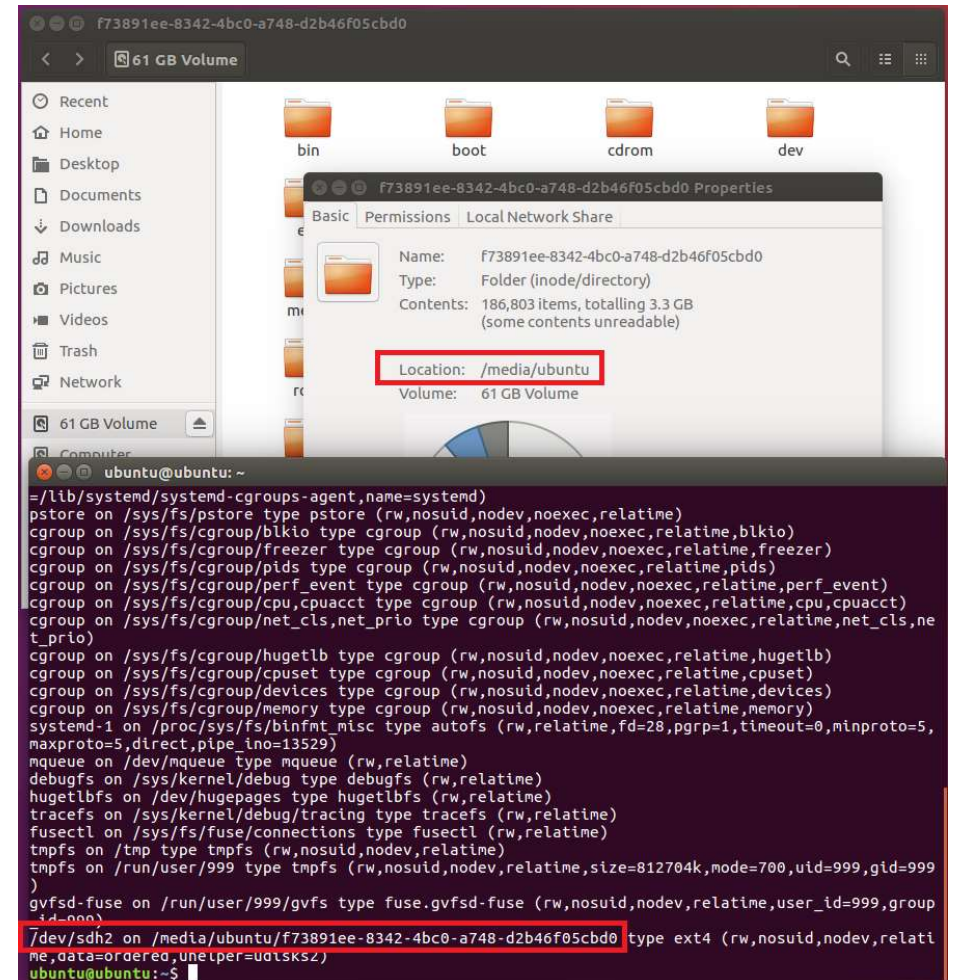 f73891ee-8342-4bc0-a748-d2b46f05cbd0
61 GB Volume
Recent
Home
Desktop
Documents
Downloads
Music
Pictures
Videos
Trash
Network
61 GB Volume
Computer
bin boot cdrom dev
f73891ee-8342-4bc0-a748-d2b46f05cbd0 Properties
Basic Permissions Local Network Share
Name: f73891ee-8342-4bc0-a748-d2b46f05cbd0
Type: Folder (inode/directory)
Contents: 186,803 items, totalling 3.3 GB
(some contents unreadable)
Location: /media/ubuntu
Volume: 61 GB Volume
ubuntu@ubuntu: ~
=/lib/systemd/systemd-cgroups-agent,name=systemd)
pstore on /sys/fs/pstore type pstore (rw,nosuid,nodev,noexec,relatime)
cgroup on /sys/fs/cgroup/blkio type cgroup (rw,nosuid,nodev,noexec,relatime,blkio)
cgroup on /sys/fs/cgroup/freezer type cgroup (rw,nosuid,nodev,noexec,relatime,freezer)
cgroup on /sys/fs/cgroup/pids type cgroup (rw,nosuid,nodev,noexec,relatime,pids)
cgroup on /sys/fs/cgroup/perf_event type cgroup (rw,nosuid,nodev,noexec,relatime,perf_event)
cgroup on /sys/fs/cgroup/cpu,cpuacct type cgroup (rw,nosuid,nodev,noexec,relatime,cpu,cpuacct)
cgroup on /sys/fs/cgroup/net_cls,net_prio type cgroup (rw,nosuid,nodev,noexec,relatime,net_cls,ne
t_prio)
cgroup on /sys/fs/cgroup/hugetlb type cgroup (rw,nosuid,nodev,noexec,relatime,hugetlb)
cgroup on /sys/fs/cgroup/cpuset type cgroup (rw,nosuid,nodev,noexec,relatime,cpuset)
cgroup on /sys/fs/cgroup/devices type cgroup (rw,nosuid,nodev,noexec,relatime,devices)
cgroup on /sys/fs/cgroup/memory type cgroup (rw,nosuid,nodev,noexec,relatime,memory)
systemd-1 on /proc/sys/fs/binfmt_misc type autofs (rw,relatime,fd=28,pgrp=1,timeout=0,minproto=5,
maxproto=5,direct,pipe_ino=13529)
mqueue on /dev/mqueue type mqueue (rw,relatime)
debugfs on /sys/kernel/debug type debugfs (rw,relatime)
hugetlbfs on /dev/hugepages type hugetlbfs (rw,relatime)
tracefs on /sys/kernel/debug/tracing type tracefs (rw,relatime)
fusectl on /sys/fs/fuse/connections type fusectl (rw,relatime)
tmpfs on /tmp type tmpfs (rw,nosuid,nodev,relatime)
tmpfs on /run/user/999 type tmpfs (rw,nosuid,nodev,relatime,size=812704k,mode=700,uid=999,gid=999
)
gvfsd-fuse on /run/user/999/gvfs type fuse.gvfsd-fuse (rw,nosuid,nodev,relatime,user_id=999,group
_id=999)
/dev/sdh2 on /media/ubuntu/f73891ee-8342-4bc0-a748-d2b46f05cbd0 type ext4 (rw,nosuid,nodev,relati
me,data=ordered,uhelper=udisks2)
ubuntu@ubuntu:~$